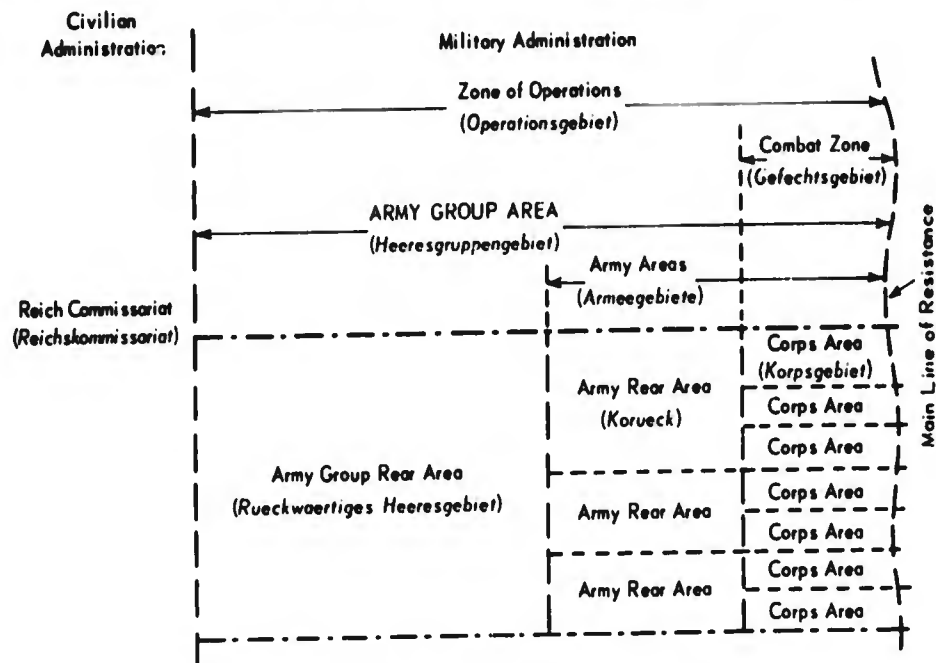 Civilian
Administration
Military Administration
Zone of Operations
(Operationsgebiet)
Combat Zone
(Gefechtsgebiet)
ARMY GROUP AREA
(Heeresgruppengebiet)
Army Areas
(Armeegebiete)
Main Line of Resistance
Reich Commissariat
(Reichskommissariat)
Corps Area
(Korpsgebiet)
Army Rear Area
(Korueck)
Corps Area
Corps Area
Army Group Rear Area
(Rueckwaertiges Heeresgebiet)
Corps Area
Army Rear Area
Corps Area
Corps Area
Army Rear Area
Corps Area